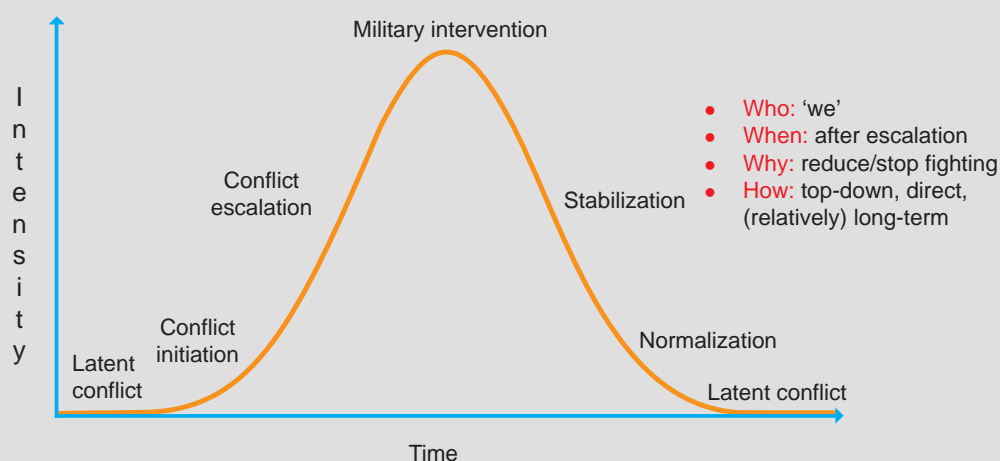 Military intervention
Intensity
Conflict
escalation
Stabilization
Conflict
initiation
Normalization
Latent
conflict
Latent conflict
Time
• Who: ‘we’
• When: after escalation
• Why: reduce/stop fighting
• How: top-down, direct,
(relatively) long-term